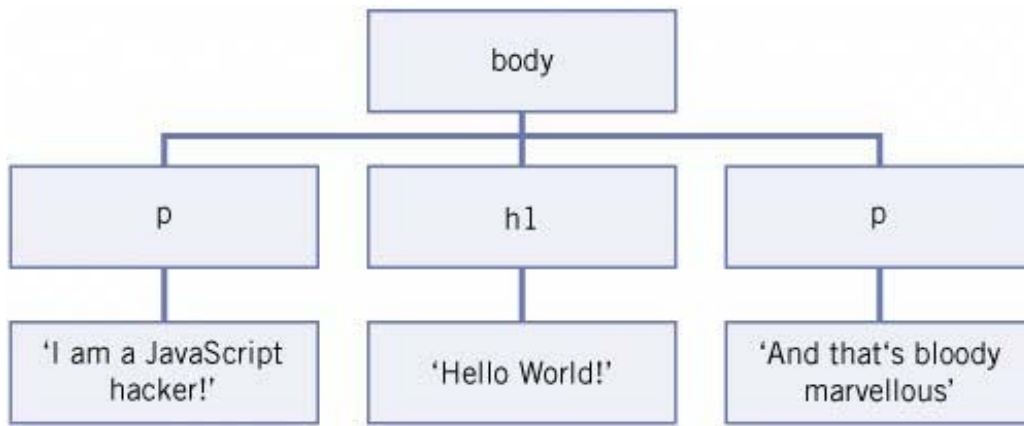 body
p
h1
p
‘I am a JavaScript
hacker!’
‘Hello World!’
‘And that‘s bloody
marvellous’